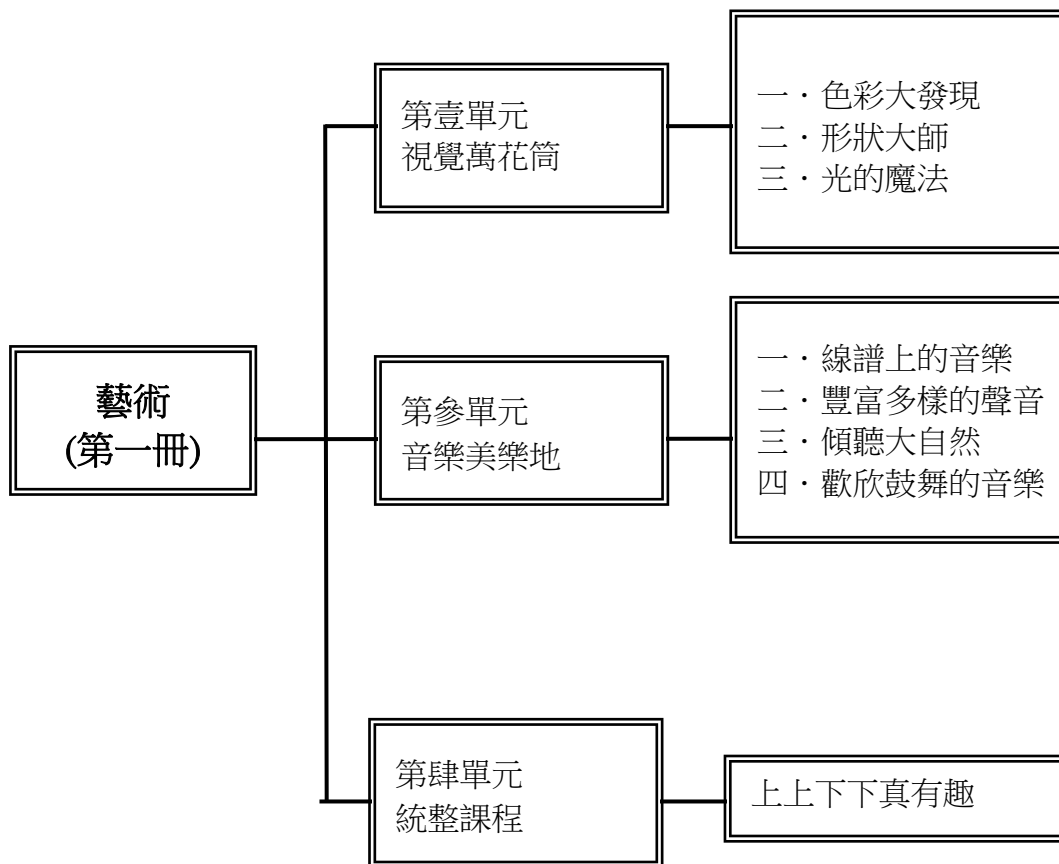 藝術
(第一冊)
第壹單元
視覺萬花筒
一．色彩大發現
二．形狀大師
三．光的魔法
第參單元
音樂美樂地
一．線譜上的音樂
二．豐富多樣的聲音
三．傾聽大自然
四．歡欣鼓舞的音樂
第肆單元
統整課程
上上下下真有趣